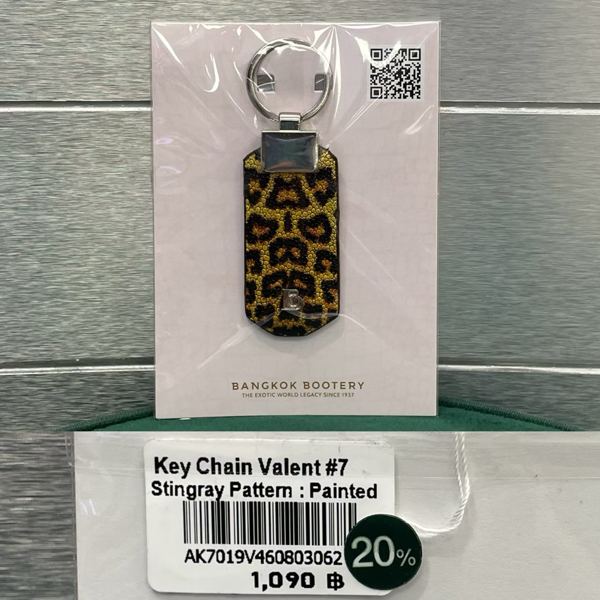 B
BANGKOK BOOTERY
THE EXOTIC WORLD LEGACY SINCE 1937
Key Chain Valent #7
Stingray Pattern : Painted
AK7019V460803062
1,090 ฿
20%